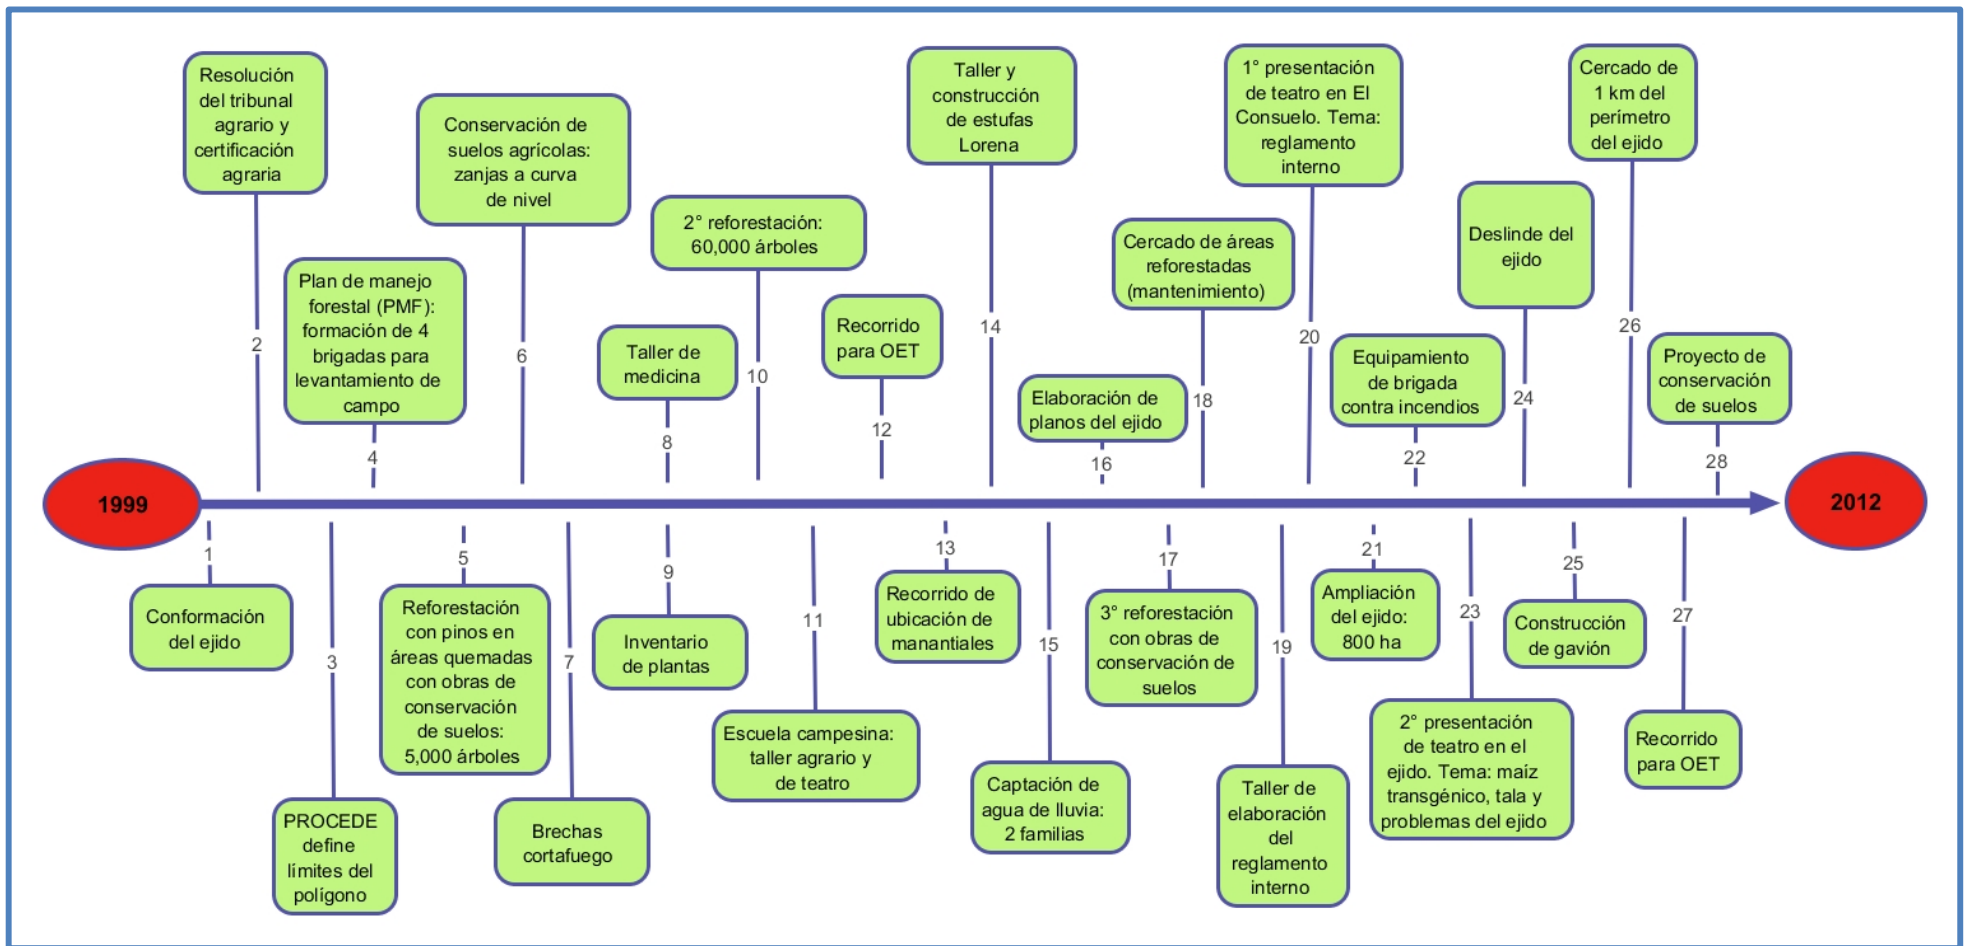 1999
2012
1
Conformación
del ejido
2
Resolución
del tribunal
agrario y
certificación
agraria
3
PROCEDE
define
límites del
polígono
4
Plan de manejo
forestal (PMF):
formación de 4
brigadas para
levantamiento de
campo
5
Reforestación
con pinos en
áreas quemadas
con obras de
conservación
de suelos:
5,000 árboles
6
Conservación de
suelos agrícolas:
zanjas a curva
de nivel
7
Brechas
cortafuego
8
Taller de
medicina
9
Inventario
de plantas
10
2° reforestación:
60,000 árboles
11
Escuela campesina:
taller agrario y
de teatro
12
Recorrido
para OET
13
Recorrido de
ubicación de
manantiales
14
Taller y
construcción
de estufas
Lorena
15
Captación de
agua de lluvia:
2 familias
16
Elaboración de
planos del ejido
17
3° reforestación
con obras de
conservación de
suelos
18
Cercado de áreas
reforestadas
(mantenimiento)
19
Taller de
elaboración
del
reglamento
interno
20
1° presentación
de teatro en El
Consuelo. Tema:
reglamento
interno
21
Ampliación
del ejido:
800 ha
22
Equipamiento
de brigada
contra incendios
23
2° presentación
de teatro en el
ejido. Tema: maíz
transgénico, tala y
problemas del ejido
24
Deslinde del
ejido
25
Construcción
de gavión
26
Cercado de
1 km del
perímetro
del ejido
27
Recorrido
para OET
28
Proyecto de
conservación
de suelos